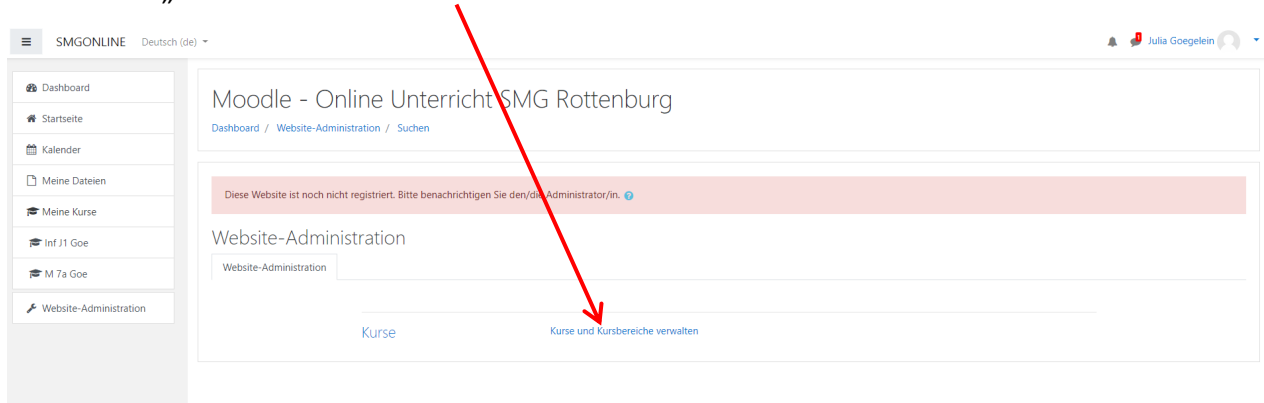 „
SMGONLINE Deutsch (de)
1 Julia Goegelein
Dashboard
Startseite
Kalender
Meine Dateien
Meine Kurse
Inf J1 Goe
M 7a Goe
Website-Administration
Moodle - Online Unterricht SMG Rottenburg
Dashboard / Website-Administration / Suchen
Diese Website ist noch nicht registriert. Bitte benachrichtigen Sie den/die Administrator/in. ?
Website-Administration
Website-Administration
Kurse Kurse und Kursbereiche verwalten